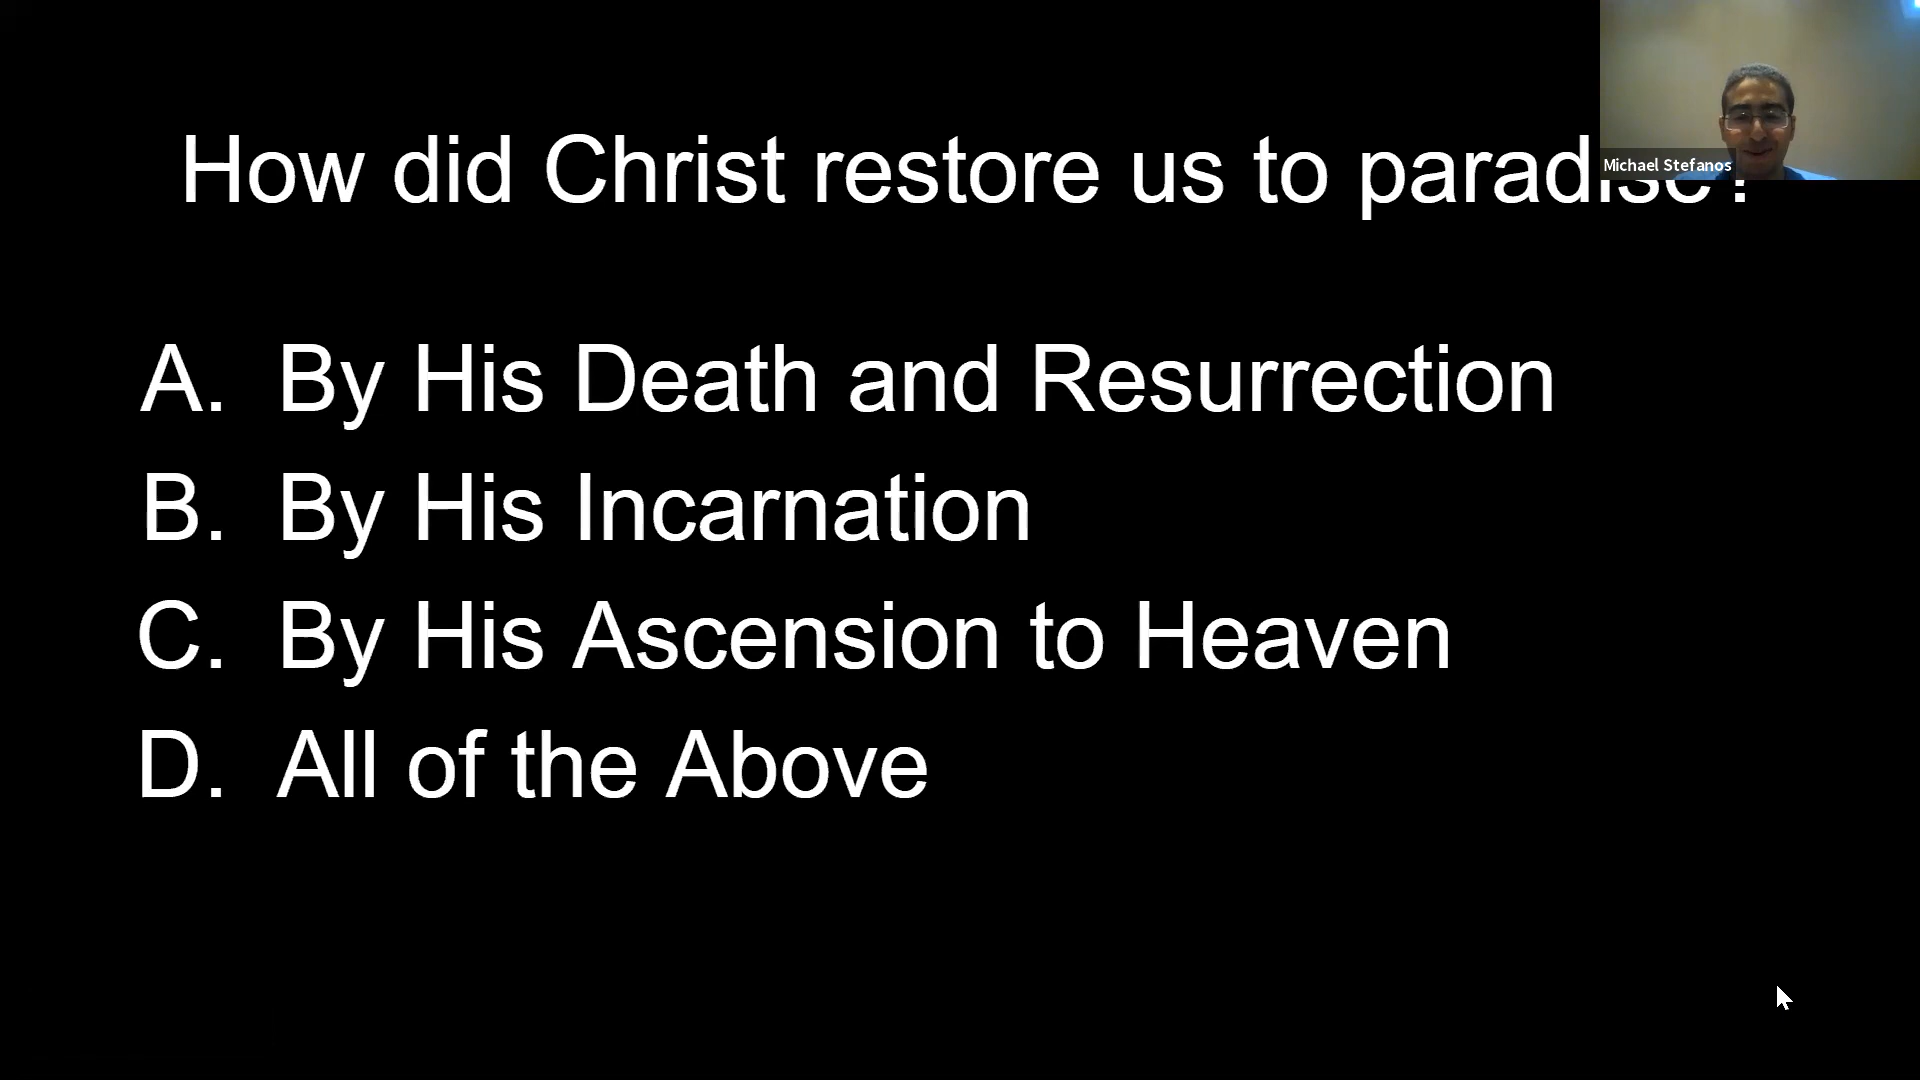 How did Christ restore us to paradise?
Michael Stefanos
A. By His Death and Resurrection
B. By His Incarnation
C. By His Ascension to Heaven
D. All of the Above